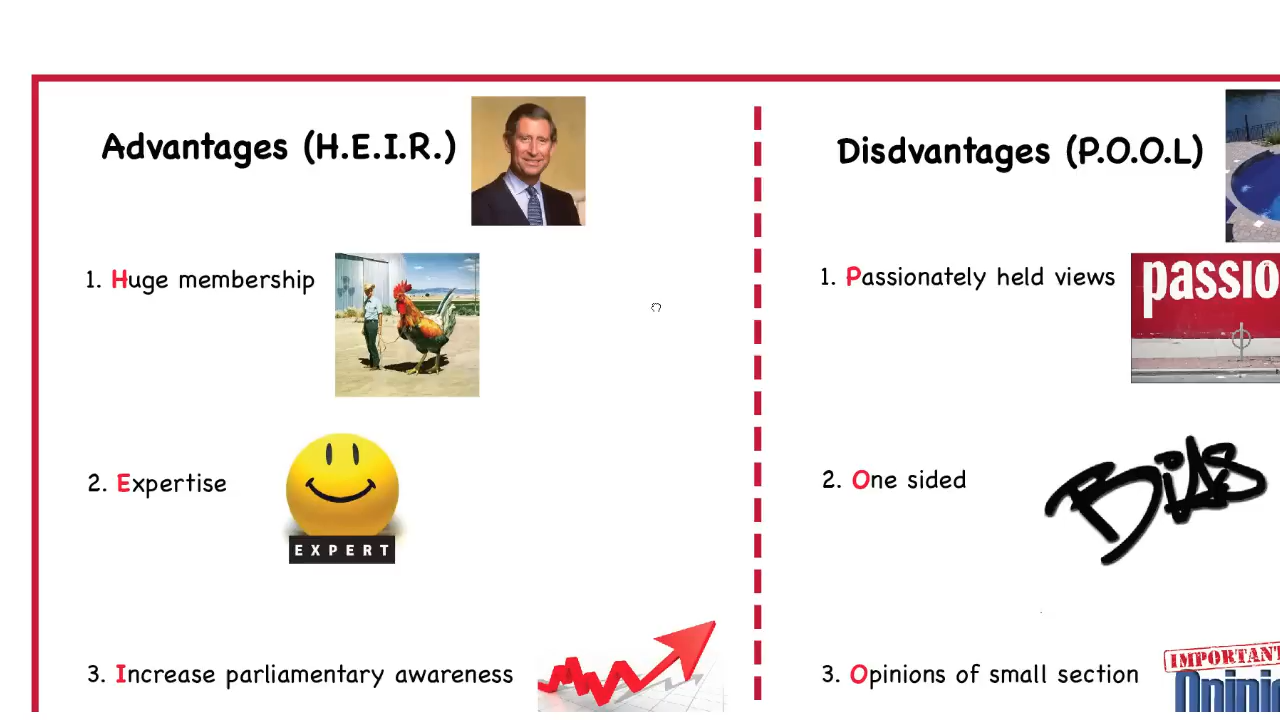 Advantages (H.E.I.R.)
1. Huge membership
EXPERT
2. Expertise
3. Increase parliamentary awareness
Disdvantages (P.O.O.L)
1. Passionately held views
passio
2. One sided
Bias
3. Opinions of small section
IMPORTANT
Opinio